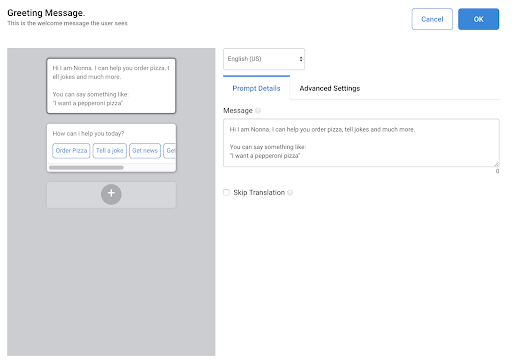 Greeting Message.
This is the welcome message the user sees
Cancel
OK
Hi I am Nonna. I can help you order pizza, t
ell jokes and much more.
You can say something like:
"I want a pepperoni pizza"
How can i help you today?
Order Pizza
Tell a joke
Get news
Get
+
English (US)
Prompt Details
Advanced Settings
Message
Hi I am Nonna. I can help you order pizza, tell jokes and much more.
You can say something like:
"I want a pepperoni pizza"
0
Skip Translation